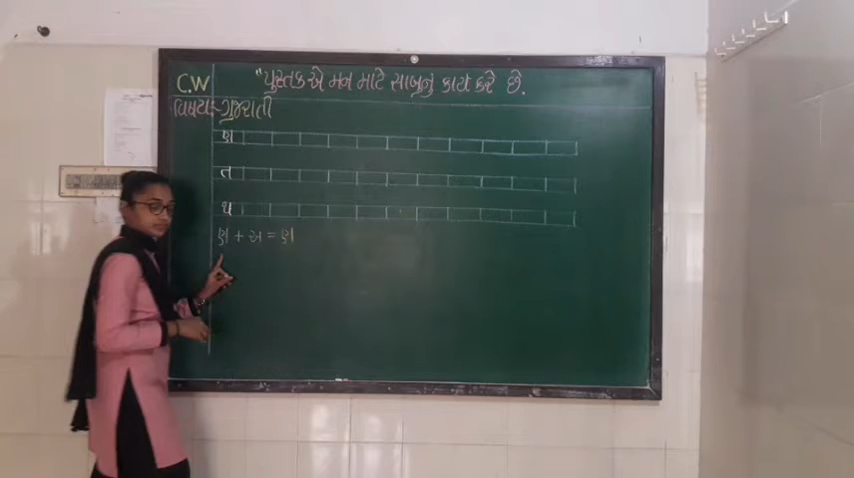 C.W
"પુસ્તક એ મન માટે સાબુનું કાર્ય કરે છે.
વિષય:- ગુજરાતી
ણ
ત
થ
ણ્ + અ = ણ